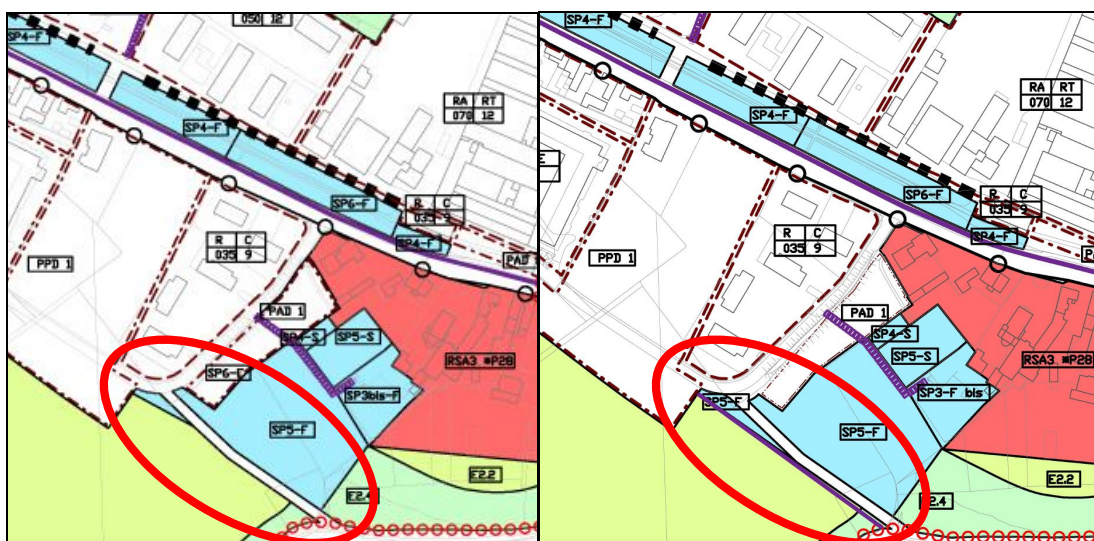 050 12
SP4-F
RA RT
070 12
SP4-F
SP6-F
R C
035 9
SP4-F
PAD
R C
035 9
PPD 1
PAD 1
SP4-S
SP5-S
RSA3 *P28
SP3bis-F
SP5-F
E2.2
E2.4
SP4-F
RA RT
070 12
SP4-F
SP6-F
R C
035 9
SP4-F
R C
035 9
PPD 1
PAD 1
SP4-S
SP5-S
RSA3 *P28
SP3-F bis
SP5-F
SP5-F
E2.2
E2.4